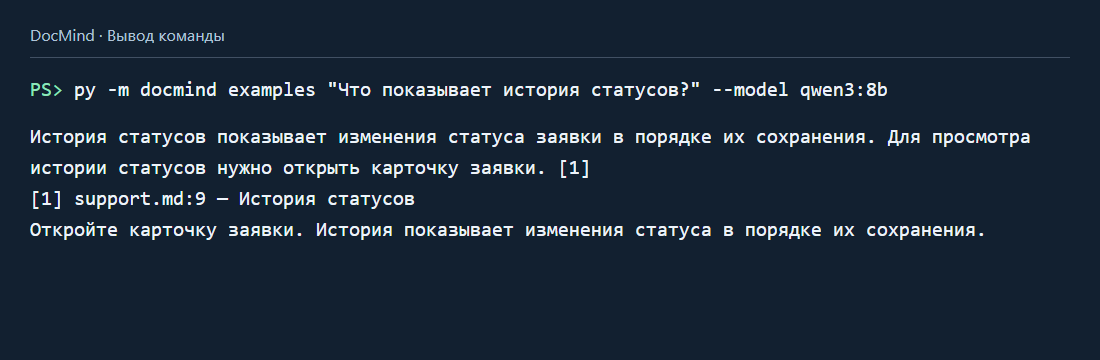 DocMind · Вывод команды
PS> py -m docmind examples "Что показывает история статусов?" --model qwen3:8b
История статусов показывает изменения статуса заявки в порядке их сохранения. Для просмотра
истории статусов нужно открыть карточку заявки. [1]
[1] support.md:9 — История статусов
Откройте карточку заявки. История показывает изменения статуса в порядке их сохранения.